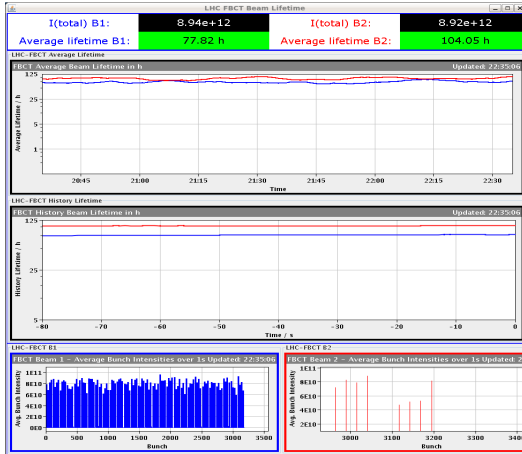 LHC FBCT Beam Lifetime
I(total) B1: 8.94e+12 I(total) B2: 8.92e+12
Average lifetime B1: 77.82 h Average lifetime B2: 104.05 h
LHC-FBCT Average Lifetime
FBCT Average Beam Lifetime in h Updated: 22:35:06
Average Lifetime / h
125
25
5
1
20:45 21:00 21:15 21:30 21:45 22:00 22:15 22:30
Time
LHC-FBCT History Lifetime
FBCT History Beam Lifetime in h Updated: 22:35:06
History Lifetime / h
125
25
5
-80 -70 -60 -50 -40 -30 -20 -10 0
Time / s
LHC-FBCT B1 LHC-FBCT B2
FBCT Beam 1 - Average Bunch Intensities over 1s Updated: 22:35:06
Avg. Bunch Intensity
1E11
8E10
6E10
4E10
2E10
0E0
0 500 1000 1500 2000 2500 3000 3500
Bunch
FBCT Beam 2 - Average Bunch Intensities over 1s Updated: 2
Avg. Bunch Intensity
1E11
8E10
6E10
4E10
2E10
3000 3100 3200 3300 340
Bunch